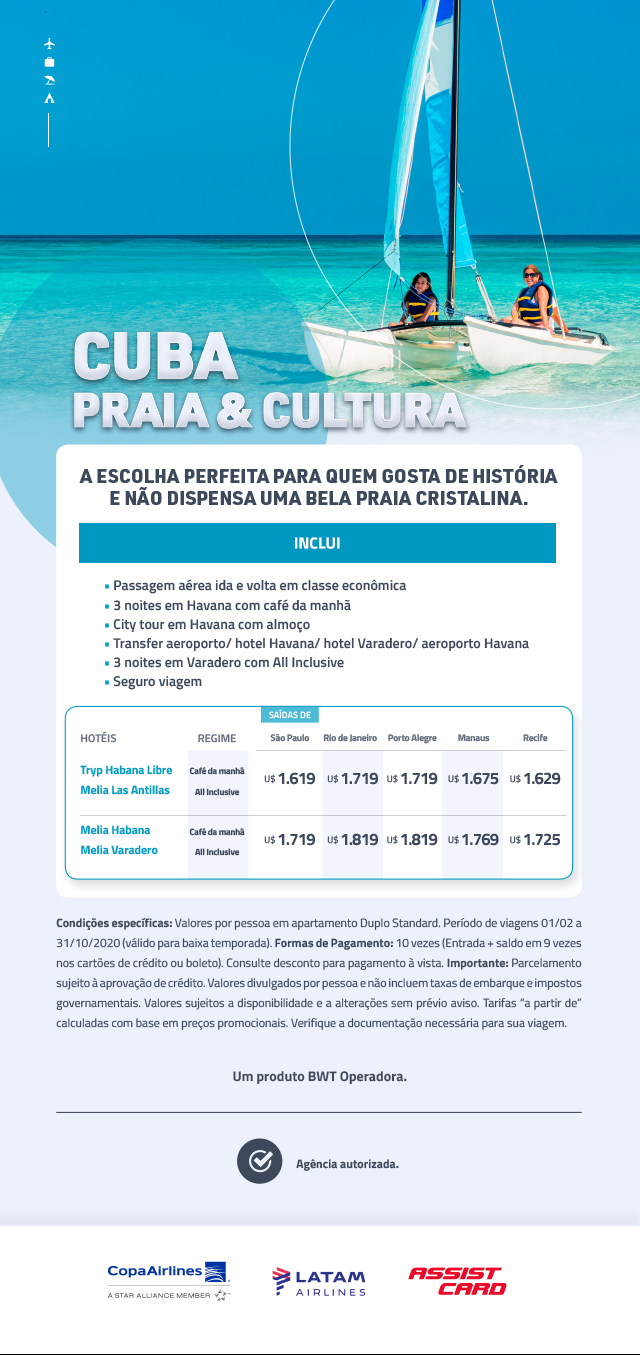 CUBA
PRAIA & CULTURA
A ESCOLHA PERFEITA PARA QUEM GOSTA DE HISTÓRIA
E NÃO DISPENSA UMA BELA PRAIA CRISTALINA.
INCLUI
▪ Passagem aérea ida e volta em classe econômica
▪ 3 noites em Havana com café da manhã
▪ City tour em Havana com almoço
▪ Transfer aeroporto/ hotel Havana/ hotel Varadero/ aeroporto Havana
▪ 3 noites em Varadero com All Inclusive
▪ Seguro viagem
SAÍDAS DE
HOTÉIS REGIME São Paulo Rio de Janeiro Porto Alegre Manaus Recife
Tryp Habana Libre Café da manhã
U$ 1.619 U$ 1.719 U$ 1.719 U$ 1.675 U$ 1.629
Melia Las Antillas All Inclusive
Melia Habana Café da manhã
U$ 1.719 U$ 1.819 U$ 1.819 U$ 1.769 U$ 1.725
Melia Varadero All Inclusive
Condições específicas: Valores por pessoa em apartamento Duplo Standard. Período de viagens 01/02 a
31/10/2020 (válido para baixa temporada). Formas de Pagamento: 10 vezes (Entrada + saldo em 9 vezes
nos cartões de crédito ou boleto). Consulte desconto para pagamento à vista. Importante: Parcelamento
sujeito à aprovação de crédito. Valores divulgados por pessoa e não incluem taxas de embarque e impostos
governamentais. Valores sujeitos a disponibilidade e a alterações sem prévio aviso. Tarifas “a partir de”
calculadas com base em preços promocionais. Verifique a documentação necessária para sua viagem.
Um produto BWT Operadora.
Agência autorizada.
CopaAirlines
A STAR ALLIANCE MEMBER
LATAM
AIRLINES
ASSIST
CARD